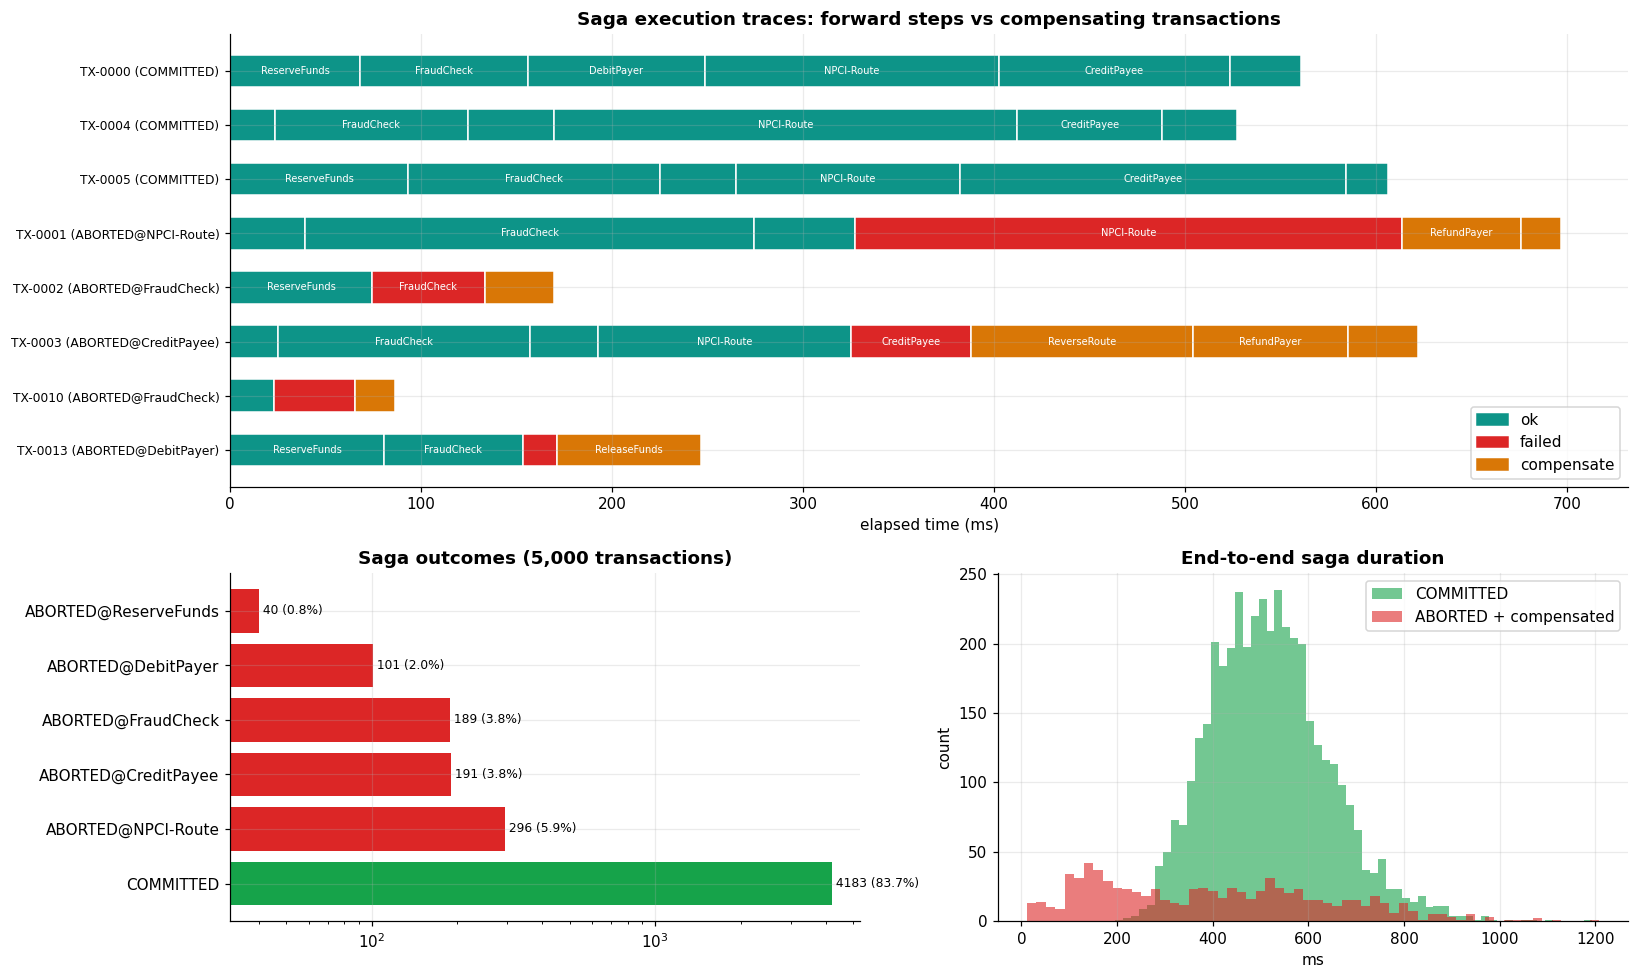 Saga execution traces: forward steps vs compensating transactions
TX-0000 (COMMITTED)
ReserveFunds
FraudCheck
DebitPayer
NPCI-Route
CreditPayee
TX-0004 (COMMITTED)
FraudCheck
NPCI-Route
CreditPayee
TX-0005 (COMMITTED)
ReserveFunds
FraudCheck
NPCI-Route
CreditPayee
TX-0001 (ABORTED@NPCI-Route)
FraudCheck
NPCI-Route
RefundPayer
TX-0002 (ABORTED@FraudCheck)
ReserveFunds
FraudCheck
TX-0003 (ABORTED@CreditPayee)
FraudCheck
NPCI-Route
CreditPayee
ReverseRoute
RefundPayer
TX-0010 (ABORTED@FraudCheck)
TX-0013 (ABORTED@DebitPayer)
ReserveFunds
FraudCheck
ReleaseFunds
ok
failed
compensate
0 100 200 300 400 500 600 700
elapsed time (ms)
Saga outcomes (5,000 transactions)
ABORTED@ReserveFunds
40 (0.8%)
ABORTED@DebitPayer
101 (2.0%)
ABORTED@FraudCheck
189 (3.8%)
ABORTED@CreditPayee
191 (3.8%)
ABORTED@NPCI-Route
296 (5.9%)
COMMITTED
4183 (83.7%)
10² 10³
End-to-end saga duration
COMMITTED
ABORTED + compensated
250
200
150
100
50
0
count
0 200 400 600 800 1000 1200
ms